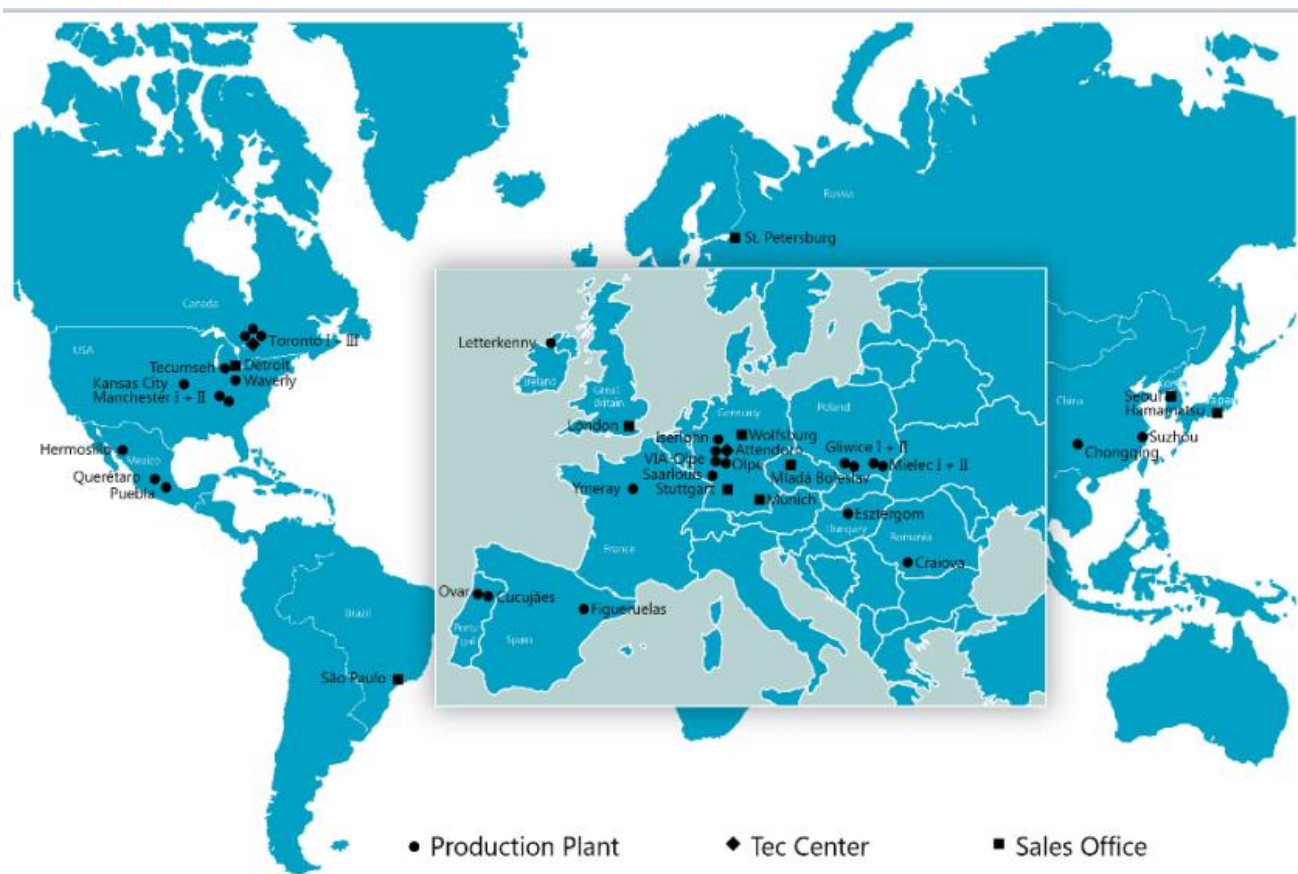 Russia
St. Petersburg
Canada
Toronto I - III
USA
Tecumseh
Detroit
Kansas City
Waverly
Manchester I + II
Hermosillo
Mexico
Querétaro
Puebla
Brazil
São Paulo
Letterkenny
Ireland
Great
Britain
London
Germany
Poland
Iserlohn
Wolfsburg
Attendorn
VIA-Olpe
Olpe
Gliwice I + II
Mielec I + II
Saarlouis
Mladá Boleslav
Ymeray
Stuttgart
Munich
Esztergom
Hungary
Romania
France
Craiova
Ovar
Cucujães
Figueruelas
Portu
gal
Spain
China
Korea
Seoul
Japan
Hamamatsu
Suzhou
Chongqing
Production Plant
Tec Center
Sales Office